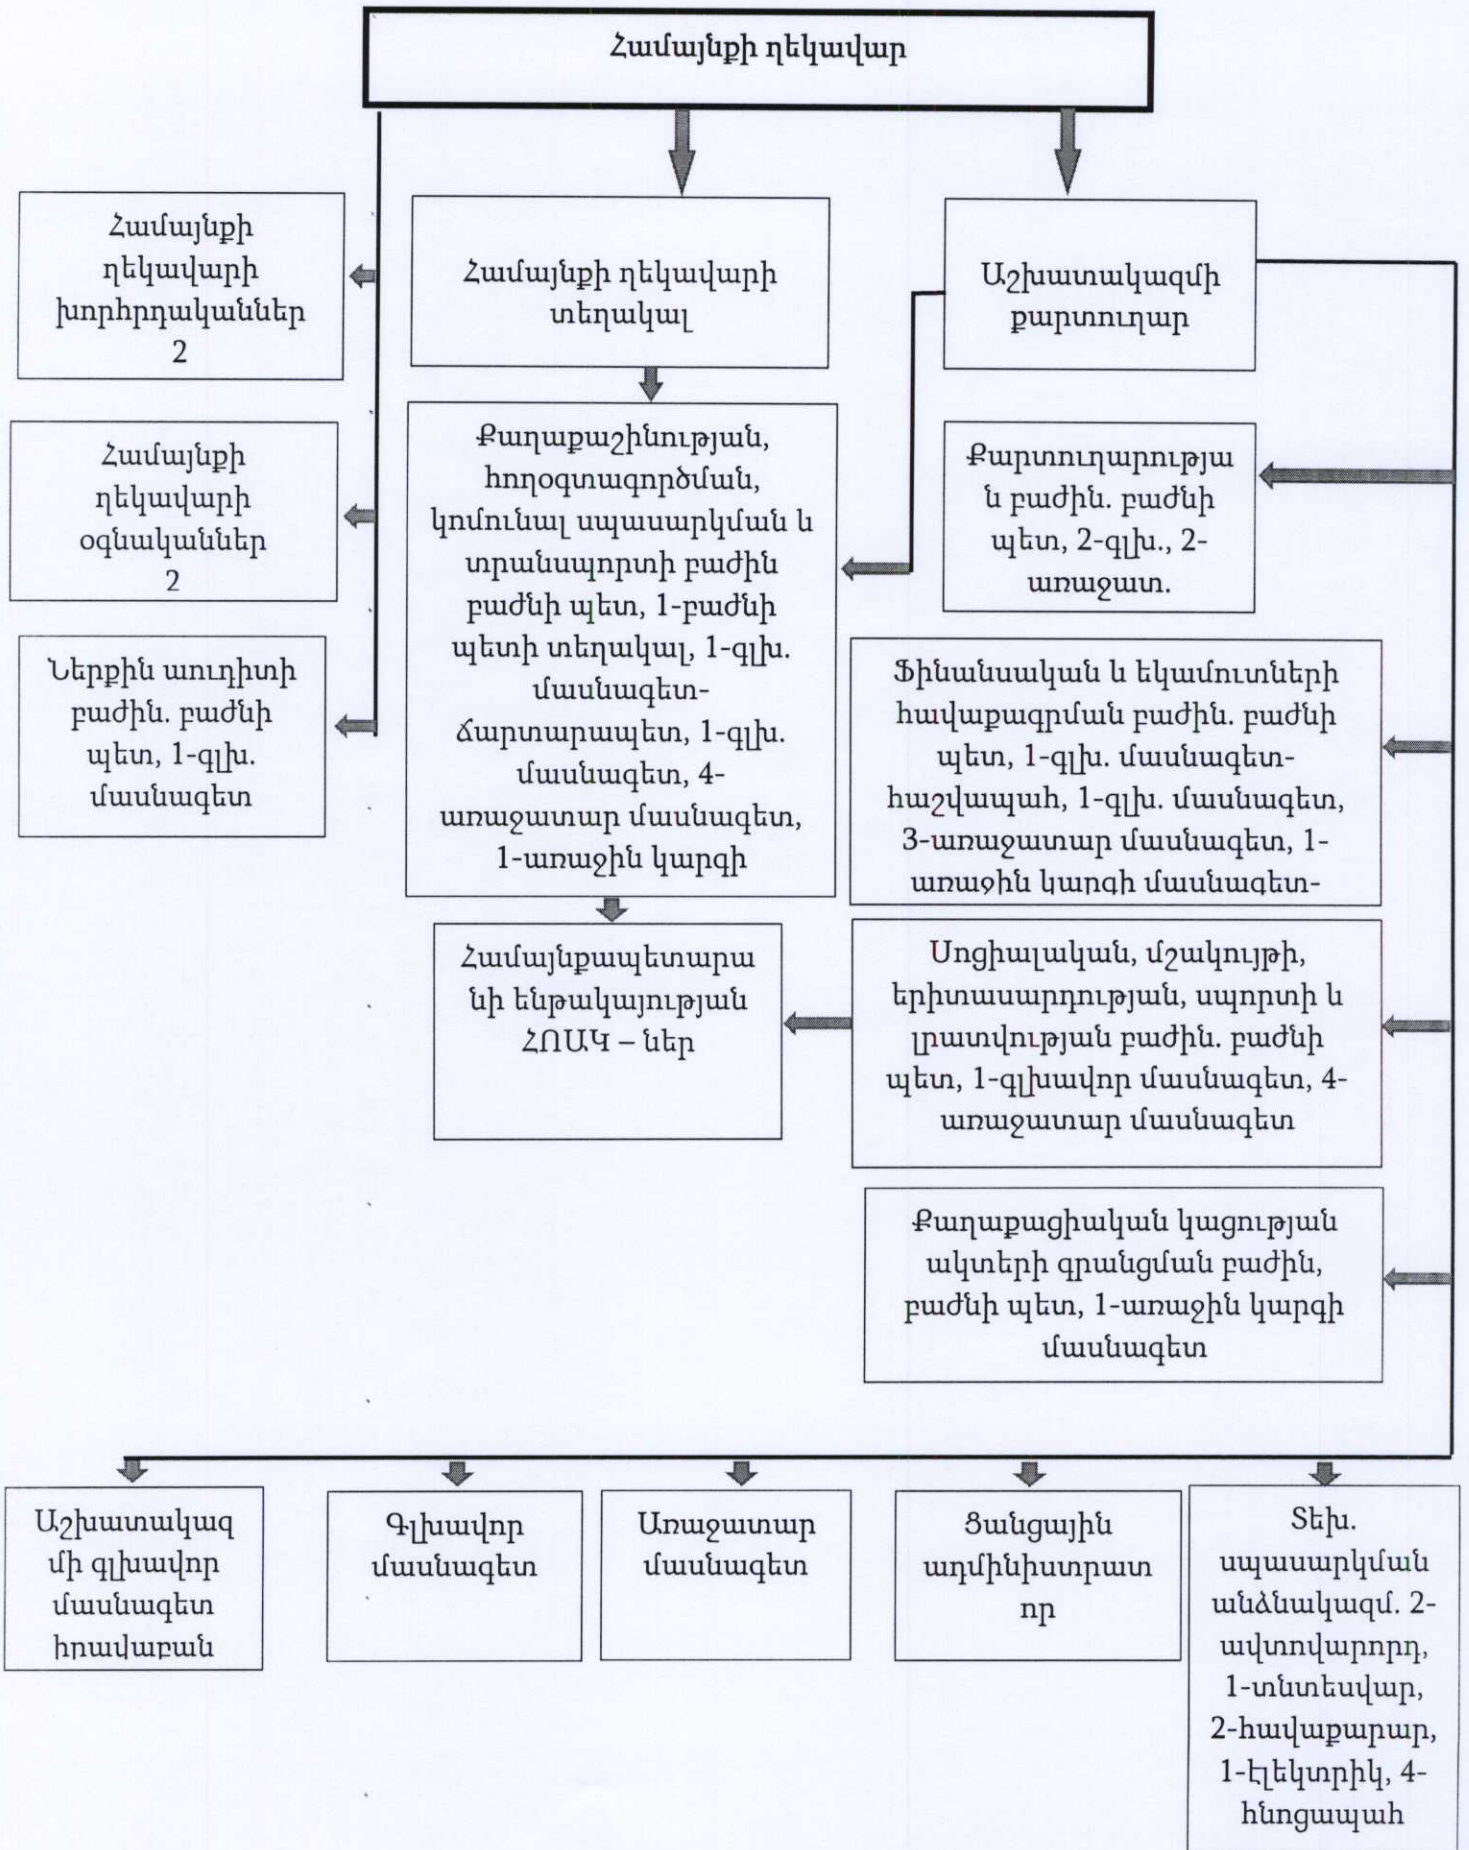 Համայնքի ղեկավար
Համայնքի
ղեկավարի
խորհրդականներ
2
Համայնքի ղեկավարի
տեղակալ
Աշխատակազմի
քարտուղար
Համայնքի
ղեկավարի
օգնականներ
2
Քաղաքաշինության,
հողօգտագործման,
կոմունալ սպասարկման և
տրանսպորտի բաժին
բաժնի պետ, 1-բաժնի
պետի տեղակալ, 1-գլխ.
մասնագետ-
ճարտարապետ, 1-գլխ.
մասնագետ, 4-
առաջատար մասնագետ,
1-առաջին կարգի
Քարտուղարությա
ն բաժին. բաժնի
պետ, 2-գլխ., 2-
առաջատ.
Ներքին աուդիտի
բաժին. բաժնի
պետ, 1-գլխ.
մասնագետ
Ֆինանսական և եկամուտների
հավաքագրման բաժին. բաժնի
պետ, 1-գլխ. մասնագետ-
հաշվապահ, 1-գլխ. մասնագետ,
3-առաջատար մասնագետ, 1-
առաջին կարգի մասնագետ-
Համայնքապետարա
նի ենթակայության
ՀՈԱԿ – ներ
Սոցիալական, մշակույթի,
երիտասարդության, սպորտի և
լրատվության բաժին. բաժնի
պետ, 1-գլխավոր մասնագետ, 4-
առաջատար մասնագետ
Քաղաքացիական կացության
ակտերի գրանցման բաժին,
բաժնի պետ, 1-առաջին կարգի
մասնագետ
Աշխատակազ
մի գլխավոր
մասնագետ
իրավաբան
Գլխավոր
մասնագետ
Առաջատար
մասնագետ
Ցանցային
ադմինիստրատ
որ
Տեխ.
սպասարկման
անձնակազմ. 2-
ավտովարորդ,
1-տնտեսվար,
2-հավաքարար,
1-էլեկտրիկ, 4-
հնոցապահ